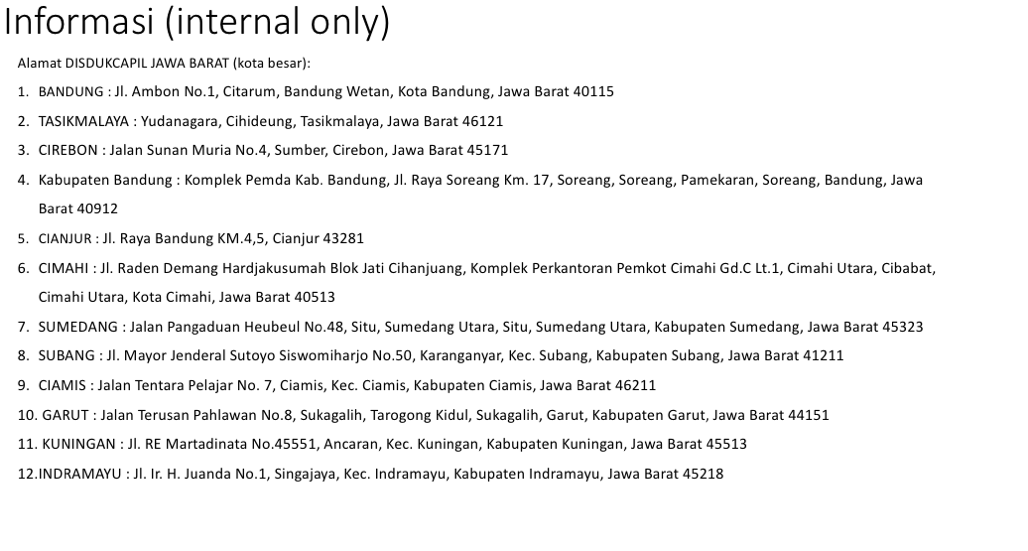 Informasi (internal only)
Alamat DISDUKCAPIL JAWA BARAT (kota besar):
1. BANDUNG : Jl. Ambon No.1, Citarum, Bandung Wetan, Kota Bandung, Jawa Barat 40115
2. TASIKMALAYA : Yudanagara, Cihideung, Tasikmalaya, Jawa Barat 46121
3. CIREBON : Jalan Sunan Muria No.4, Sumber, Cirebon, Jawa Barat 45171
4. Kabupaten Bandung : Komplek Pemda Kab. Bandung, Jl. Raya Soreang Km. 17, Soreang, Soreang, Pamekaran, Soreang, Bandung, Jawa
Barat 40912
5. CIANJUR : Jl. Raya Bandung KM.4,5, Cianjur 43281
6. CIMAHI : Jl. Raden Demang Hardjakusumah Blok Jati Cihanjuang, Komplek Perkantoran Pemkot Cimahi Gd.C Lt.1, Cimahi Utara, Cibabat,
Cimahi Utara, Kota Cimahi, Jawa Barat 40513
7. SUMEDANG : Jalan Pangaduan Heubeul No.48, Situ, Sumedang Utara, Situ, Sumedang Utara, Kabupaten Sumedang, Jawa Barat 45323
8. SUBANG : Jl. Mayor Jenderal Sutoyo Siswomiharjo No.50, Karanganyar, Kec. Subang, Kabupaten Subang, Jawa Barat 41211
9. CIAMIS : Jalan Tentara Pelajar No. 7, Ciamis, Kec. Ciamis, Kabupaten Ciamis, Jawa Barat 46211
10. GARUT : Jalan Terusan Pahlawan No.8, Sukagalih, Tarogong Kidul, Sukagalih, Garut, Kabupaten Garut, Jawa Barat 44151
11. KUNINGAN : Jl. RE Martadinata No.45551, Ancaran, Kec. Kuningan, Kabupaten Kuningan, Jawa Barat 45513
12.INDRAMAYU : Jl. Ir. H. Juanda No.1, Singajaya, Kec. Indramayu, Kabupaten Indramayu, Jawa Barat 45218